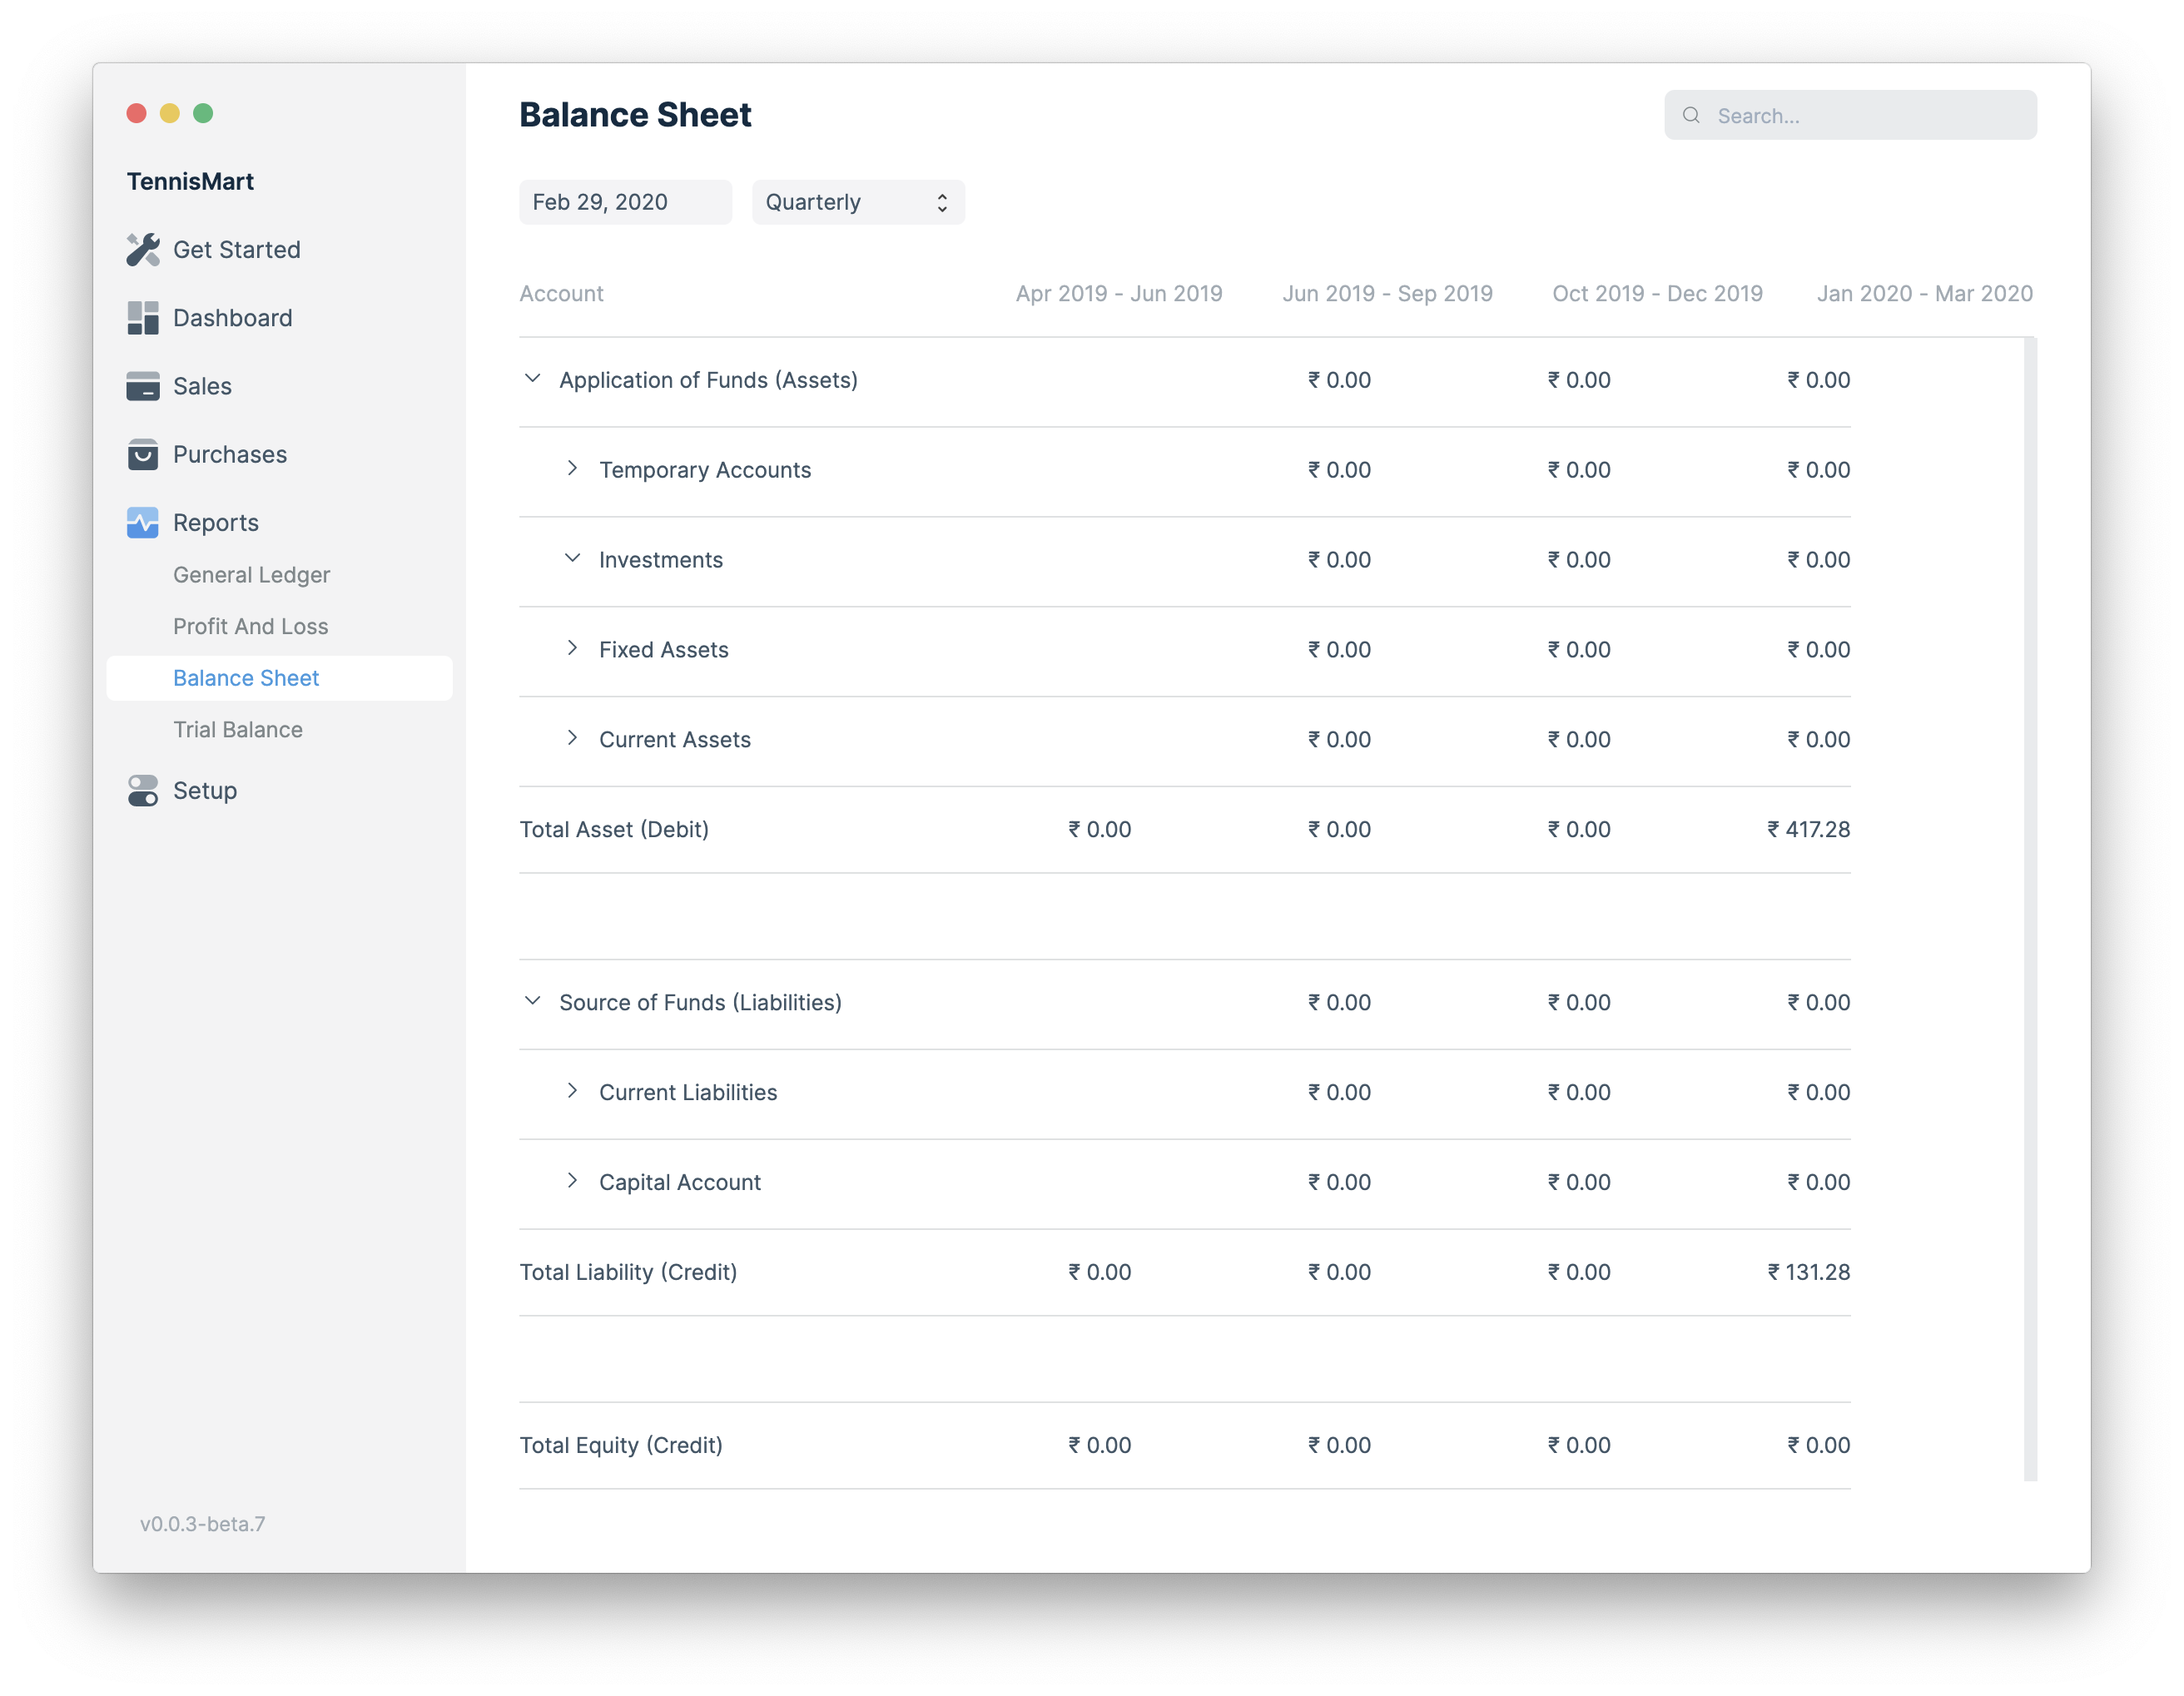 TennisMart
Get Started
Dashboard
Sales
Purchases
Reports
General Ledger
Profit And Loss
Balance Sheet
Trial Balance
Setup
v0.0.3-beta.7
Balance Sheet
Search...
Feb 29, 2020 Quarterly
Account Apr 2019 - Jun 2019 Jun 2019 - Sep 2019 Oct 2019 - Dec 2019 Jan 2020 - Mar 2020
Application of Funds (Assets) ₹ 0.00 ₹ 0.00 ₹ 0.00
Temporary Accounts ₹ 0.00 ₹ 0.00 ₹ 0.00
Investments ₹ 0.00 ₹ 0.00 ₹ 0.00
Fixed Assets ₹ 0.00 ₹ 0.00 ₹ 0.00
Current Assets ₹ 0.00 ₹ 0.00 ₹ 0.00
Total Asset (Debit) ₹ 0.00 ₹ 0.00 ₹ 0.00 ₹ 417.28
Source of Funds (Liabilities) ₹ 0.00 ₹ 0.00 ₹ 0.00
Current Liabilities ₹ 0.00 ₹ 0.00 ₹ 0.00
Capital Account ₹ 0.00 ₹ 0.00 ₹ 0.00
Total Liability (Credit) ₹ 0.00 ₹ 0.00 ₹ 0.00 ₹ 131.28
Total Equity (Credit) ₹ 0.00 ₹ 0.00 ₹ 0.00 ₹ 0.00